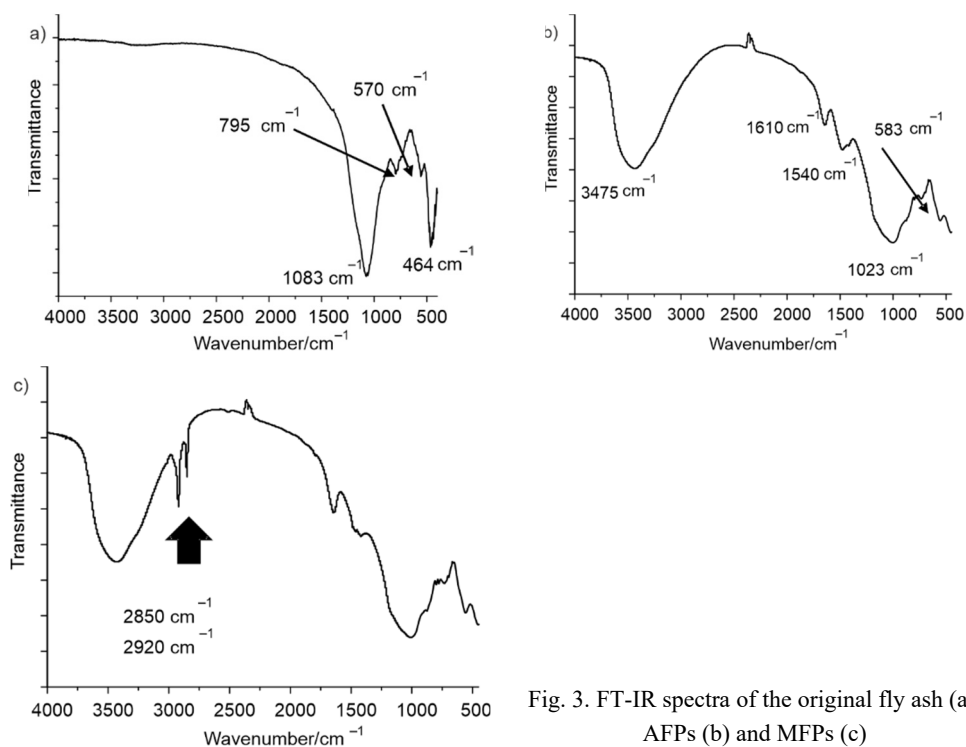 a)
Transmittance
570 cm⁻¹
795 cm⁻¹
1083 cm⁻¹
464 cm⁻¹
4000 3500 3000 2500 2000 1500 1000 500
Wavenumber/cm⁻¹
b)
Transmittance
1610 cm⁻¹
583 cm⁻¹
3475 cm⁻¹
1540 cm⁻¹
1023 cm⁻¹
4000 3500 3000 2500 2000 1500 1000 500
Wavenumber/cm⁻¹
c)
Transmittance
2850 cm⁻¹
2920 cm⁻¹
4000 3500 3000 2500 2000 1500 1000 500
Wavenumber/cm⁻¹
Fig. 3. FT-IR spectra of the original fly ash (a
AFPs (b) and MFPs (c)